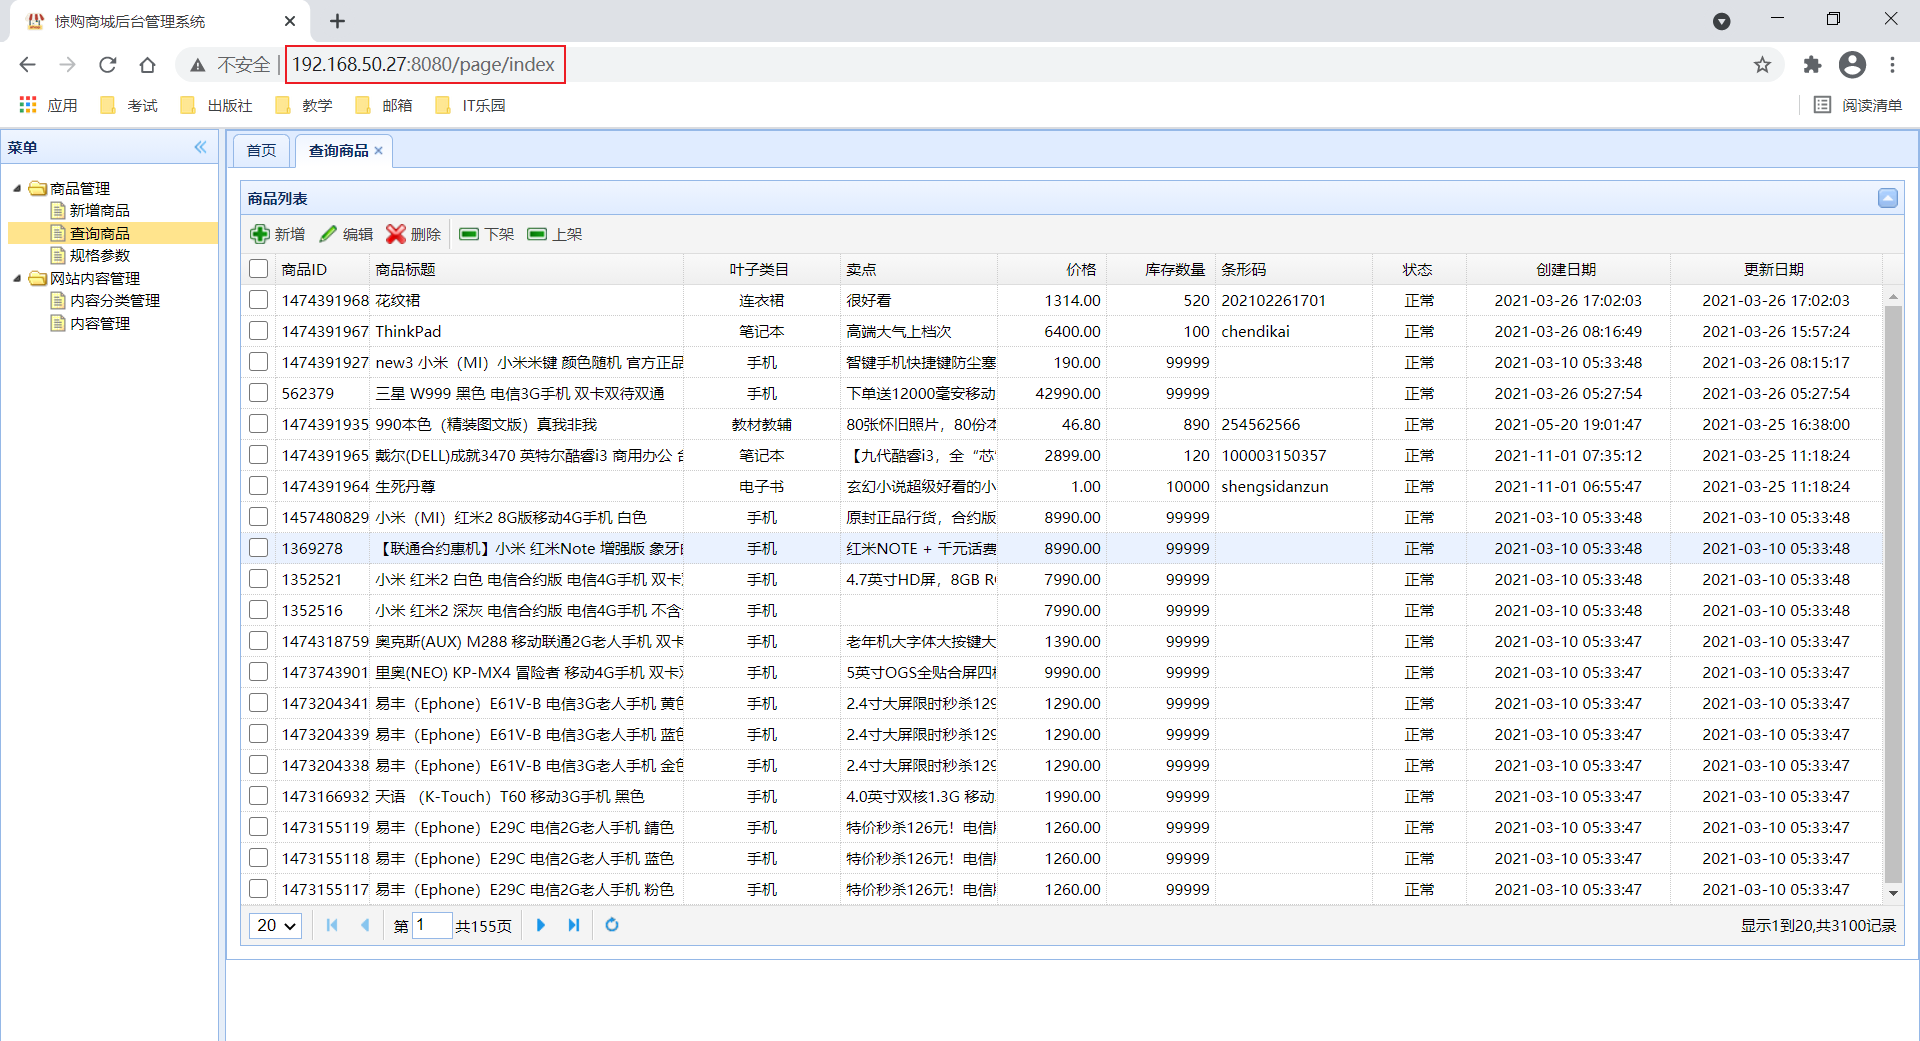 惊购商城后台管理系统
不安全 | 192.168.50.27:8080/page/index
应用 考试 出版社 教学 邮箱 IT乐园 阅读清单
菜单
商品管理
新增商品
查询商品
规格参数
网站内容管理
内容分类管理
内容管理
首页 查询商品
商品列表
新增 编辑 删除 下架 上架
商品ID 商品标题 叶子类目 卖点 价格 库存数量 条形码 状态 创建日期 更新日期
1474391968 花纹裙 连衣裙 很好看 1314.00 520 202102261701 正常 2021-03-26 17:02:03 2021-03-26 17:02:03
1474391967 ThinkPad 笔记本 高端大气上档次 6400.00 100 chendikai 正常 2021-03-26 08:16:49 2021-03-26 15:57:24
1474391927 new3 小米（MI）小米米键 颜色随机 官方正品 手机 智键手机快捷键防尘塞 190.00 99999 正常 2021-03-10 05:33:48 2021-03-26 08:15:17
562379 三星 W999 黑色 电信3G手机 双卡双待双通 手机 下单送12000毫安移动 42990.00 99999 正常 2021-03-26 05:27:54 2021-03-26 05:27:54
1474391935 990本色（精装图文版）真我非我 教材教辅 80张怀旧照片，80份本 46.80 890 254562566 正常 2021-05-20 19:01:47 2021-03-25 16:38:00
1474391965 戴尔(DELL)成就3470 英特尔酷睿i3 商用办公 台 笔记本 【九代酷睿i3，全“芯” 2899.00 120 100003150357 正常 2021-11-01 07:35:12 2021-03-25 11:18:24
1474391964 生死丹尊 电子书 玄幻小说超级好看的小 1.00 10000 shengsidanzun 正常 2021-11-01 06:55:47 2021-03-25 11:18:24
1457480829 小米（MI）红米2 8G版移动4G手机 白色 手机 原封正品行货，合约版 8990.00 99999 正常 2021-03-10 05:33:48 2021-03-10 05:33:48
1369278 【联通合约惠机】小米 红米Note 增强版 象牙白 手机 红米NOTE + 千元话费 8990.00 99999 正常 2021-03-10 05:33:48 2021-03-10 05:33:48
1352521 小米 红米2 白色 电信合约版 电信4G手机 双卡 手机 4.7英寸HD屏，8GB RO 7990.00 99999 正常 2021-03-10 05:33:48 2021-03-10 05:33:48
1352516 小米 红米2 深灰 电信合约版 电信4G手机 不含 手机 7990.00 99999 正常 2021-03-10 05:33:48 2021-03-10 05:33:48
1474318759 奥克斯(AUX) M288 移动联通2G老人手机 双卡 手机 老年机大字体大按键大 1390.00 99999 正常 2021-03-10 05:33:47 2021-03-10 05:33:47
1473743901 里奥(NEO) KP-MX4 冒险者 移动4G手机 双卡双 手机 5英寸OGS全贴合屏四核 9990.00 99999 正常 2021-03-10 05:33:47 2021-03-10 05:33:47
1473204341 易丰（Ephone）E61V-B 电信3G老人手机 黄色 手机 2.4寸大屏限时秒杀129 1290.00 99999 正常 2021-03-10 05:33:47 2021-03-10 05:33:47
1473204339 易丰（Ephone）E61V-B 电信3G老人手机 蓝色 手机 2.4寸大屏限时秒杀129 1290.00 99999 正常 2021-03-10 05:33:47 2021-03-10 05:33:47
1473204338 易丰（Ephone）E61V-B 电信3G老人手机 金色 手机 2.4寸大屏限时秒杀129 1290.00 99999 正常 2021-03-10 05:33:47 2021-03-10 05:33:47
1473166932 天语 （K-Touch）T60 移动3G手机 黑色 手机 4.0英寸双核1.3G 移动 1990.00 99999 正常 2021-03-10 05:33:47 2021-03-10 05:33:47
1473155119 易丰（Ephone）E29C 电信2G老人手机 錆色 手机 特价秒杀126元！电信 1260.00 99999 正常 2021-03-10 05:33:47 2021-03-10 05:33:47
1473155118 易丰（Ephone）E29C 电信2G老人手机 蓝色 手机 特价秒杀126元！电信 1260.00 99999 正常 2021-03-10 05:33:47 2021-03-10 05:33:47
1473155117 易丰（Ephone）E29C 电信2G老人手机 粉色 手机 特价秒杀126元！电信 1260.00 99999 正常 2021-03-10 05:33:47 2021-03-10 05:33:47
20 第 1 共155页 显示1到20,共3100记录